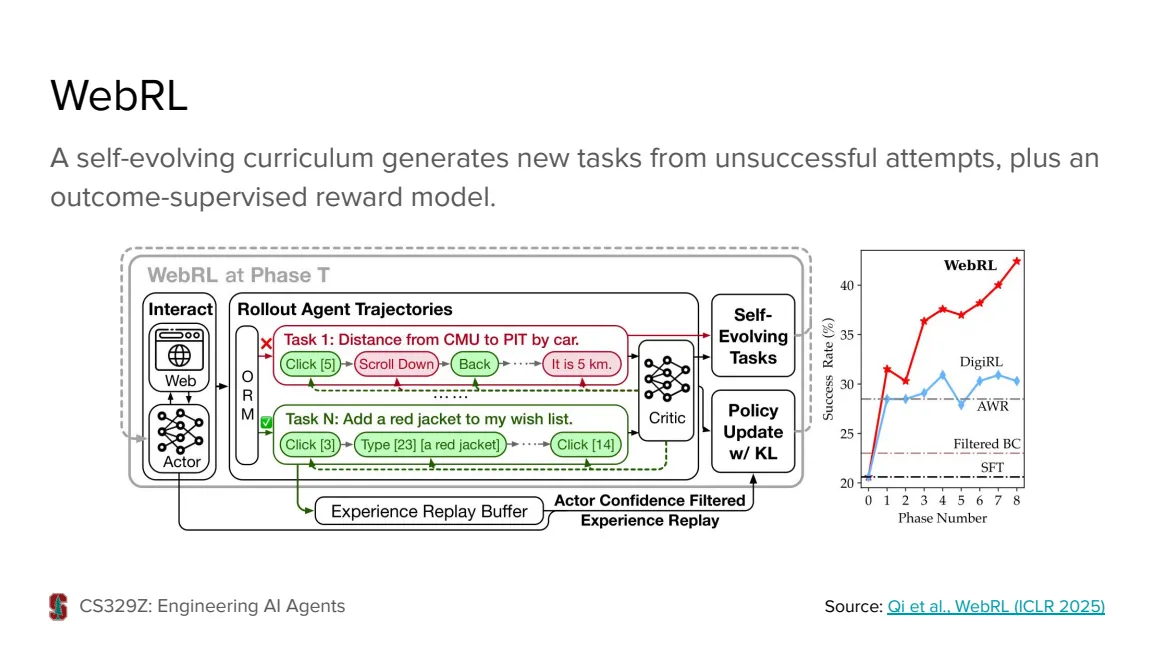 WebRL
A self-evolving curriculum generates new tasks from unsuccessful attempts, plus an
outcome-supervised reward model.
WebRL at Phase T
Interact
Web
Actor
Rollout Agent Trajectories
O
R
M
Task 1: Distance from CMU to PIT by car.
Click [5]
Scroll Down
Back
......
It is 5 km.
......
Task N: Add a red jacket to my wish list.
Click [3]
Type [23] [a red jacket]
......
Click [14]
Critic
Self-
Evolving
Tasks
Policy
Update
w/ KL
Experience Replay Buffer
Actor Confidence Filtered
Experience Replay
Success Rate (%)
40
35
30
25
20
WebRL
DigiRL
AWR
Filtered BC
SFT
0 1 2 3 4 5 6 7 8
Phase Number
CS329Z: Engineering AI Agents
Source: Qi et al., WebRL (ICLR 2025)